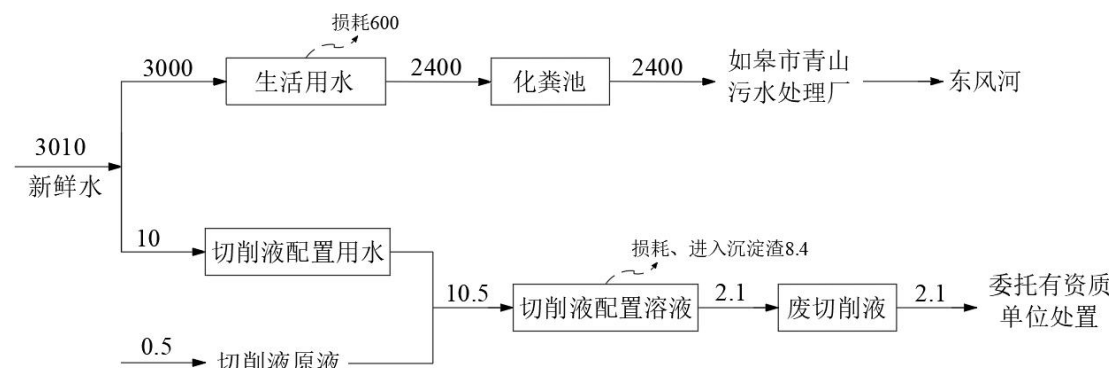 损耗600
3000
生活用水
2400
化粪池
2400
如皋市青山
污水处理厂
东风河
3010
新鲜水
10
切削液配置用水
损耗、进入沉淀渣8.4
10.5
切削液配置溶液
2.1
废切削液
2.1
委托有资质
单位处置
0.5
切削液原液